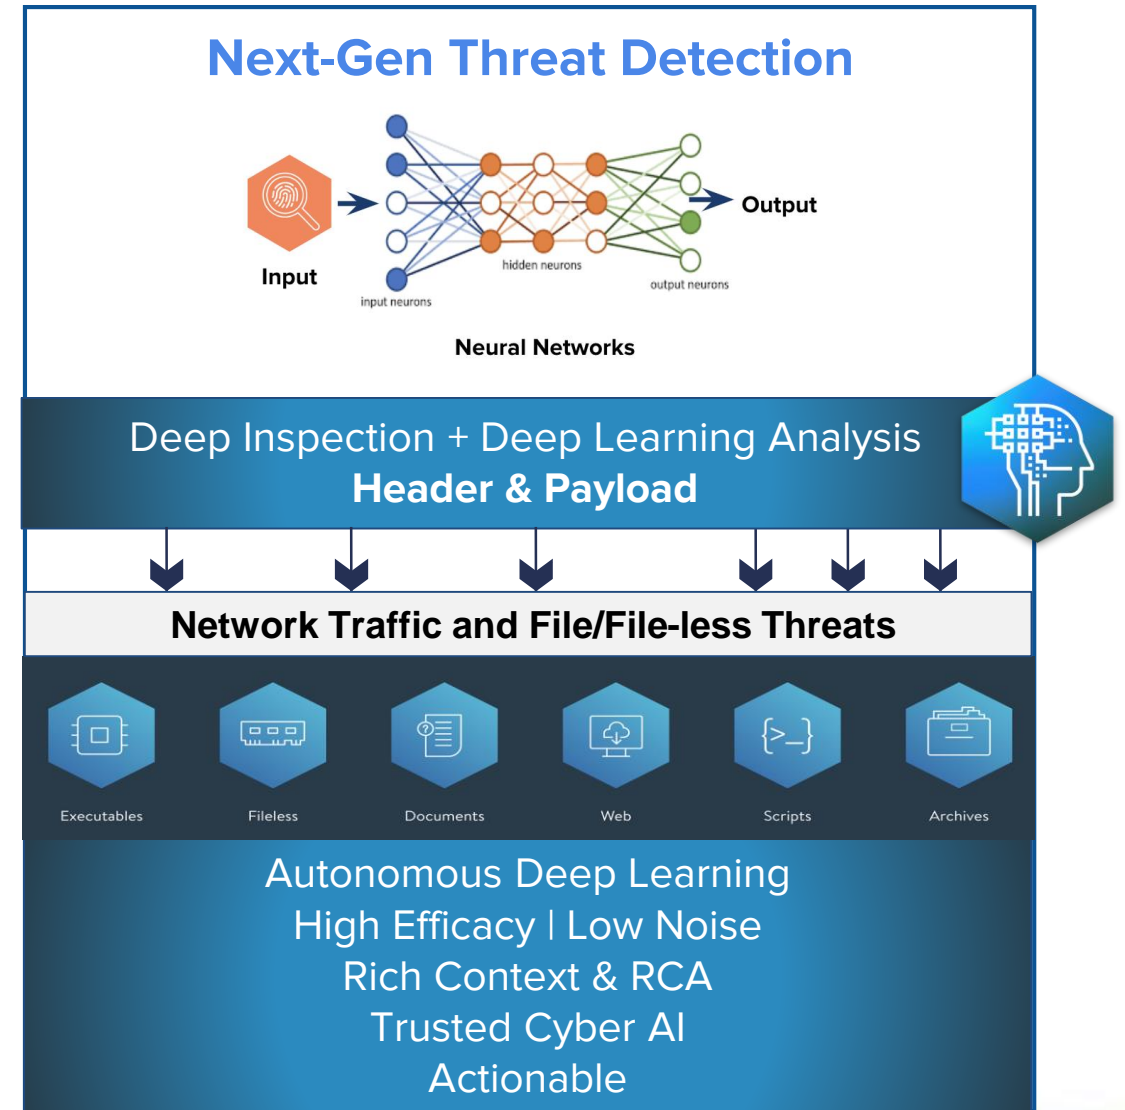 Next-Gen Threat Detection
Output
hidden neurons
Input
output neurons
input neurons
Neural Networks
Deep Inspection + Deep Learning Analysis
Header & Payload
Network Traffic and File/File-less Threats
?
{>_}
Executables
Fileless
Documents
Web
Scripts
Archives
Autonomous Deep Learning
High Efficacy | Low Noise
Rich Context & RCA
Trusted Cyber AI
Actionable